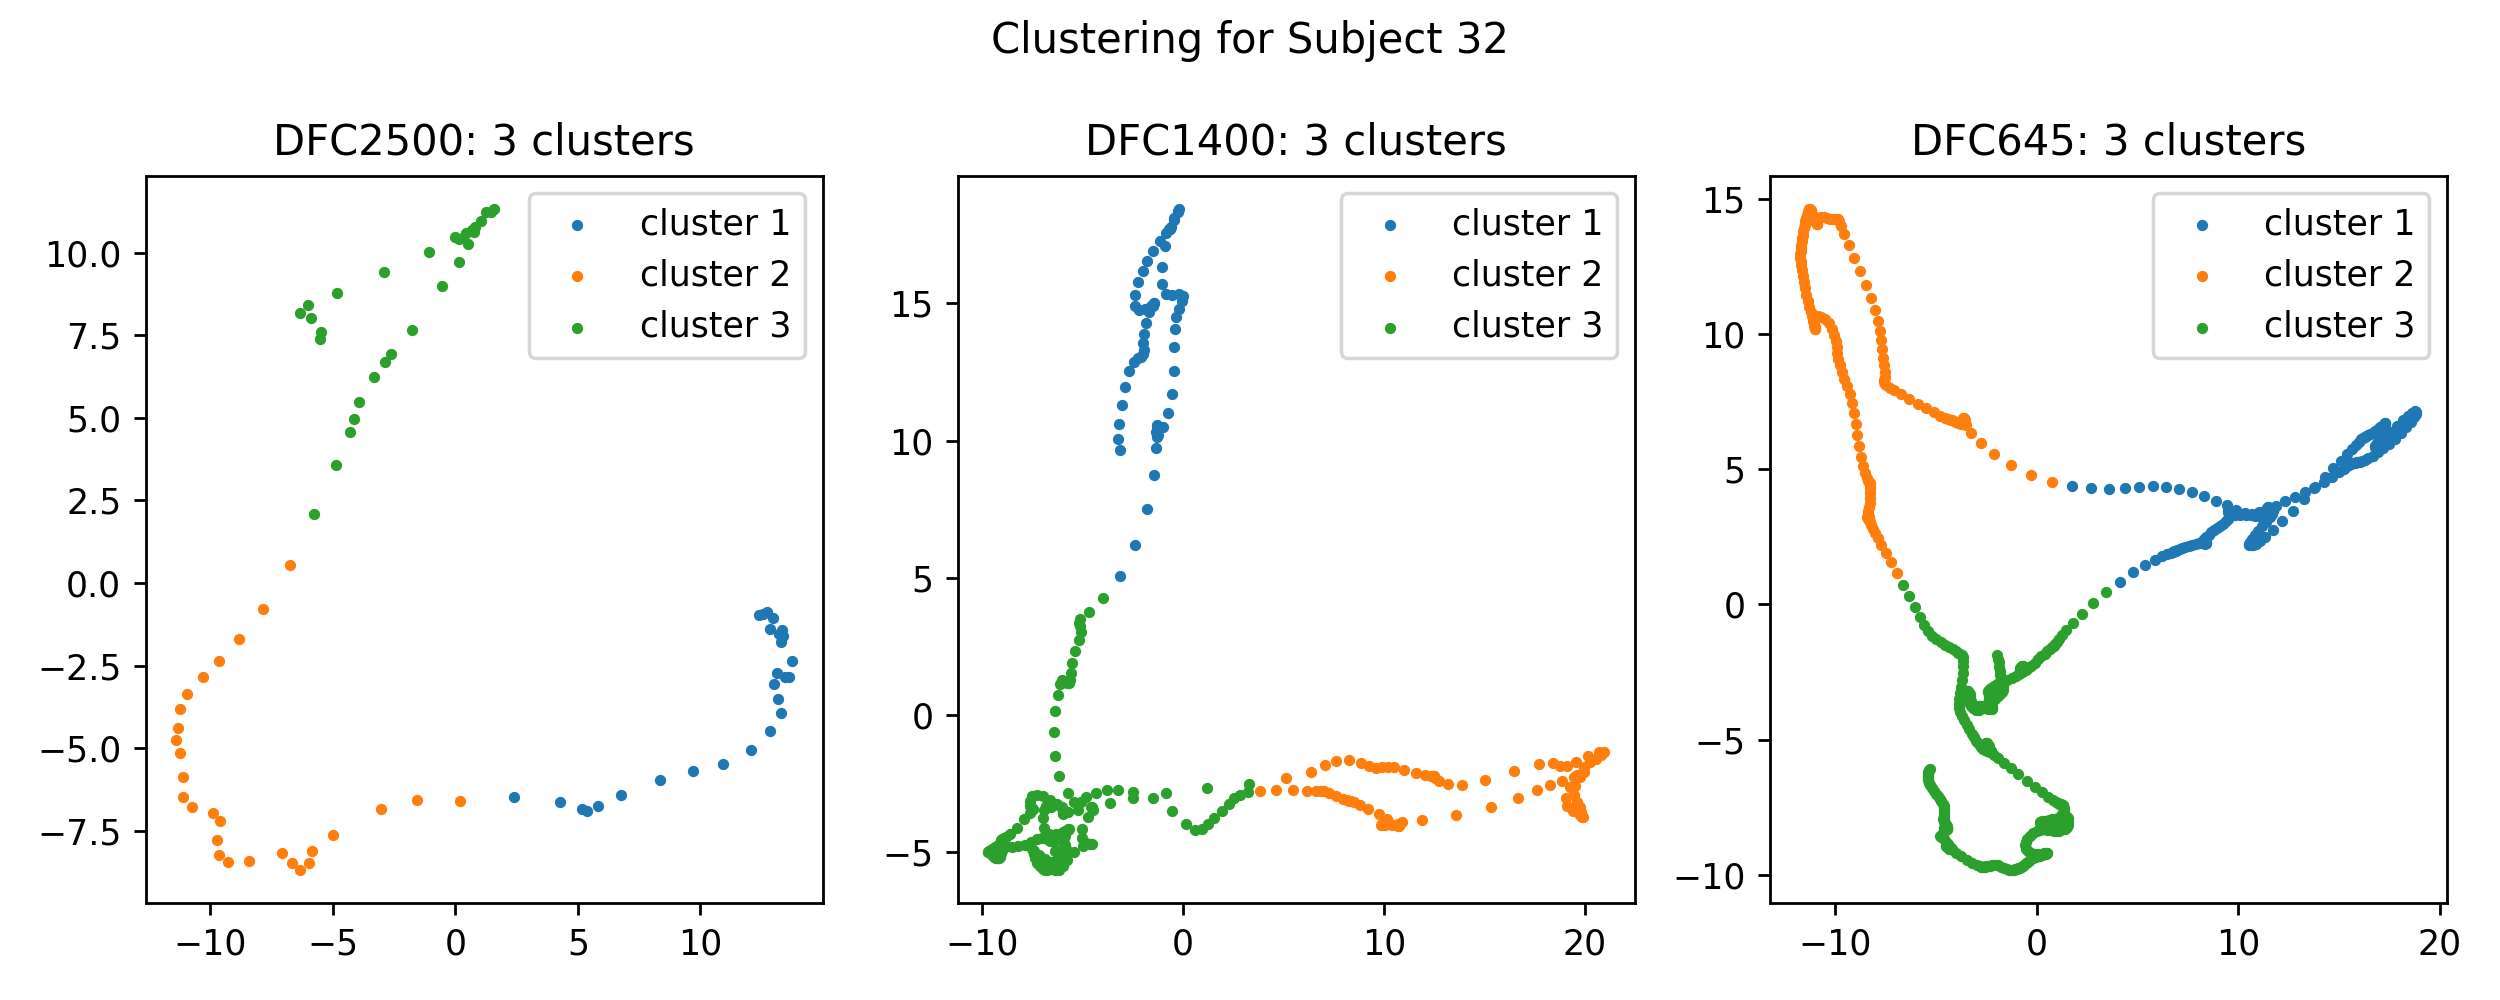 Clustering for Subject 32
DFC2500: 3 clusters
cluster 1
cluster 2
cluster 3
10.0
7.5
5.0
2.5
0.0
−2.5
−5.0
−7.5
−10
−5
0
5
10
DFC1400: 3 clusters
cluster 1
cluster 2
cluster 3
15
10
5
0
−5
−10
0
10
20
DFC645: 3 clusters
cluster 1
cluster 2
cluster 3
15
10
5
0
−5
−10
−10
0
10
20